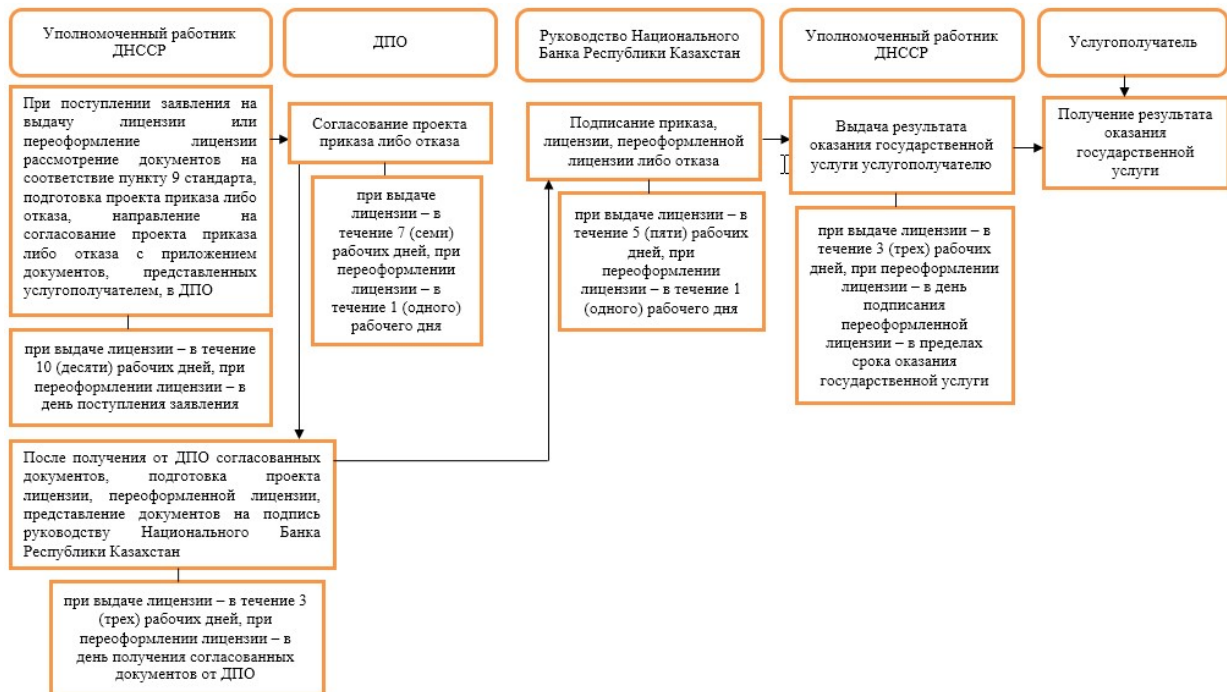 Уполномоченный работник
ДНССР
ДПО
Руководство Национального
Банка Республики Казахстан
Уполномоченный работник
ДНССР
Услугополучатель
При поступлении заявления на
выдачу лицензии или
переоформление лицензии
рассмотрение документов на
соответствие пункту 9 стандарта,
подготовка проекта приказа либо
отказа, направление на
согласование проекта приказа
либо отказа с приложением
документов, представленных
услугополучателем, в ДПО
Согласование проекта
приказа либо отказа
Подписание приказа,
лицензии, переоформленной
лицензии либо отказа
Выдача результата
оказания государственной
услуги услугополучателю
Получение результата
оказания
государственной
услуги
при выдаче
лицензии – в
течение 7 (семи)
рабочих дней, при
переоформлении
лицензии – в
течение 1 (одного)
рабочего дня
при выдаче лицензии – в
течение 5 (пяти) рабочих
дней, при
переоформлении
лицензии – в течение 1
(одного) рабочего дня
при выдаче лицензии – в
течение 3 (трех) рабочих
дней, при переоформлении
лицензии – в день
подписания
переоформленной
лицензии – в пределах
срока оказания
государственной услуги
при выдаче лицензии – в течение
10 (десяти) рабочих дней, при
переоформлении лицензии – в
день поступления заявления
После получения от ДПО согласованных
документов, подготовка проекта
лицензии, переоформленной лицензии,
представление документов на подпись
руководству Национального Банка
Республики Казахстан
при выдаче лицензии – в течение 3
(трех) рабочих дней, при
переоформлении лицензии – в
день получения согласованных
документов от ДПО